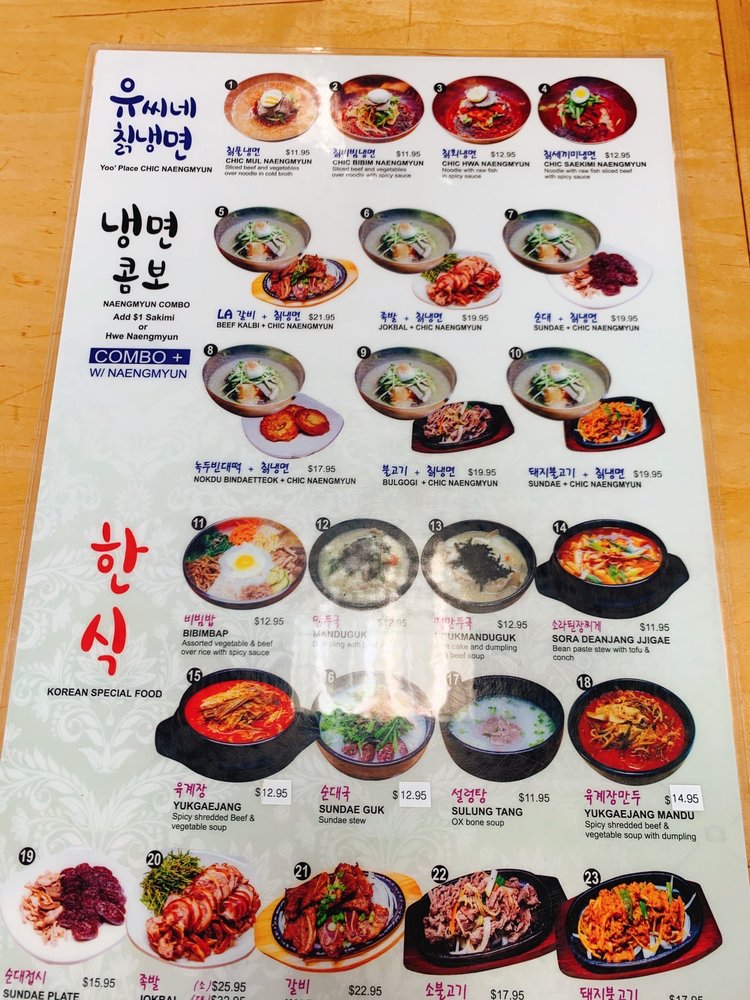 유씨네
칡냉면
Yoo' Place CHIC NAENGMYUN
1
칡물냉면 $11.95
CHIC MUL NAENGMYUN
Sliced beef and vegetables
over noodle in cold broth
2
칡비빔냉면 $11.95
CHIC BIBIM NAENGMYUN
Sliced beef and vegetables
over noodle with spicy sauce
3
칡회냉면 $12.95
CHIC HWA NAENGMYUN
Noodle with raw fish
in spicy sauce
4
칡세끼미냉면 $12.95
CHIC SAEKIMI NAENGMYUN
Noodle with raw fish sliced beef
with spicy sauce
냉면
콤보
NAENGMYUN COMBO
Add $1 Sakimi
or
Hwe Naengmyun
COMBO +
W/ NAENGMYUN
5
LA 갈비 + 칡냉면 $21.95
BEEF KALBI + CHIC NAENGMYUN
6
족발 + 칡냉면 $19.95
JOKBAL + CHIC NAENGMYUN
7
순대 + 칡냉면 $19.95
SUNDAE + CHIC NAENGMYUN
8
녹두빈대떡 + 칡냉면 $17.95
NOKDU BINDAETTEOK + CHIC NAENGMYUN
9
불고기 + 칡냉면 $19.95
BULGOGI + CHIC NAENGMYUN
10
돼지불고기 + 칡냉면 $19.95
SUNDAE + CHIC NAENGMYUN
한
식
KOREAN SPECIAL FOOD
11
비빔밥 $12.95
BIBIMBAP
Assorted vegetable & beef
over rice with spicy sauce
12
만두국 $12.95
MANDUGUK
13
떡만두국 $12.95
cake and dumpling
beef soup
14
소라된장찌게 $11.95
SORA DEANJANG JJIGAE
Bean paste stew with tofu &
conch
15
육계장 $12.95
YUKGAEJANG
Spicy shredded Beef &
vegetable soup
16
순대국 $12.95
SUNDAE GUK
Sundae stew
17
설렁탕 $11.95
SULUNG TANG
OX bone soup
18
육계장만두 $14.95
YUKGAEJANG MANDU
Spicy shredded beef &
vegetable soup with dumpling
19
순대접시 $15.95
SUNDAE PLATE
20
족발 (소)$25.95
JOKBAL (대)$32.95
21
갈비 $22.95
22
소불고기 $17.95
23
돼지불고기 $17.95